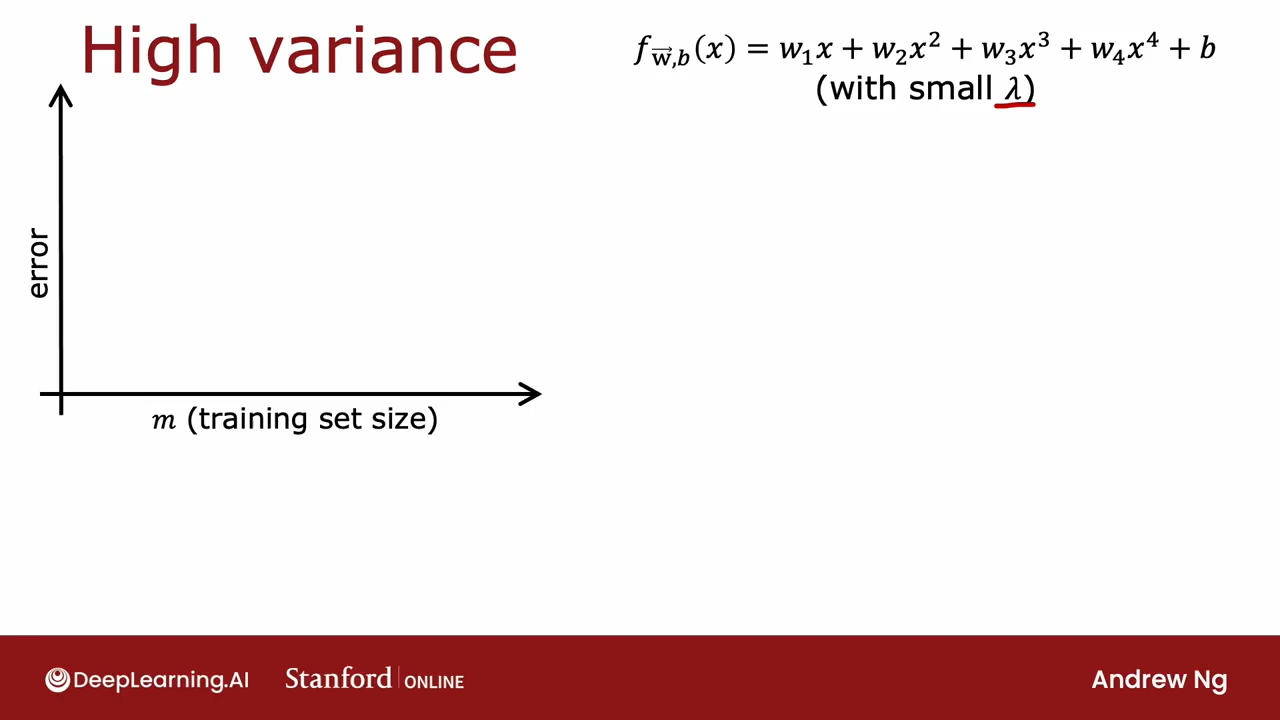 High variance
f_{\vec{w},b}(x) = w₁x + w₂x² + w₃x³ + w₄x⁴ + b
(with small λ)
error
m (training set size)
DeepLearning.AI
Stanford | ONLINE
Andrew Ng